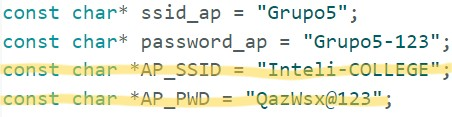 const char* ssid_ap = "Grupo5";
const char* password_ap = "Grupo5-123";
const char *AP_SSID = "Inteli-COLLEGE";
const char *AP_PWD = "QazWsx@123";